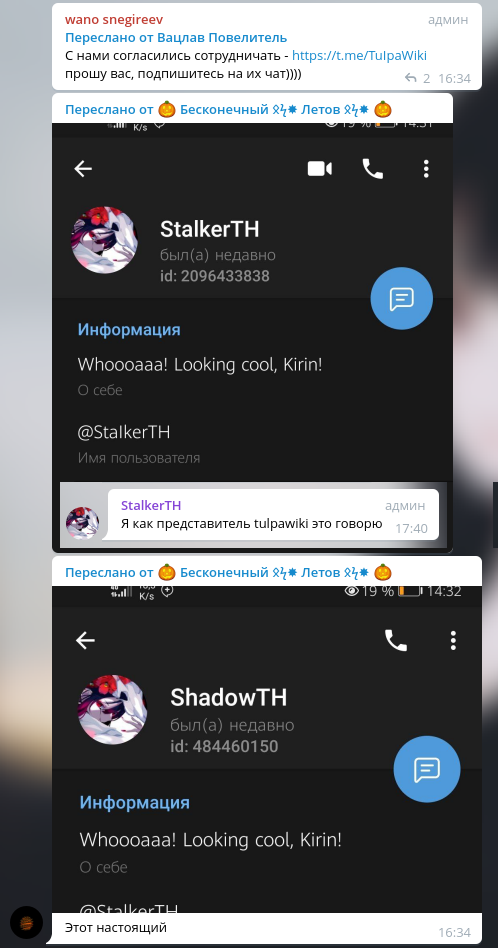 wano snegireev админ
Переслано от Вацлав Повелитель
С нами согласились сотрудничать - https://t.me/TulpaWiki
прошу вас, подпишитесь на их чат))))
2 16:34
Переслано от 🎃 Бесконечный Летов 🎃
K/s 19 % 14:31
StalkerTH
был(а) недавно
id: 2096433838
Информация
Whoooaaa! Looking cool, Kirin!
О себе
@StalkerTH
Имя пользователя
StalkerTH админ
Я как представитель tulpawiki это говорю
17:40
Переслано от 🎃 Бесконечный Летов 🎃
K/s 19 % 14:32
ShadowTH
был(а) недавно
id: 484460150
Информация
Whoooaaa! Looking cool, Kirin!
О себе
@StalkerTH
Этот настоящий
16:34